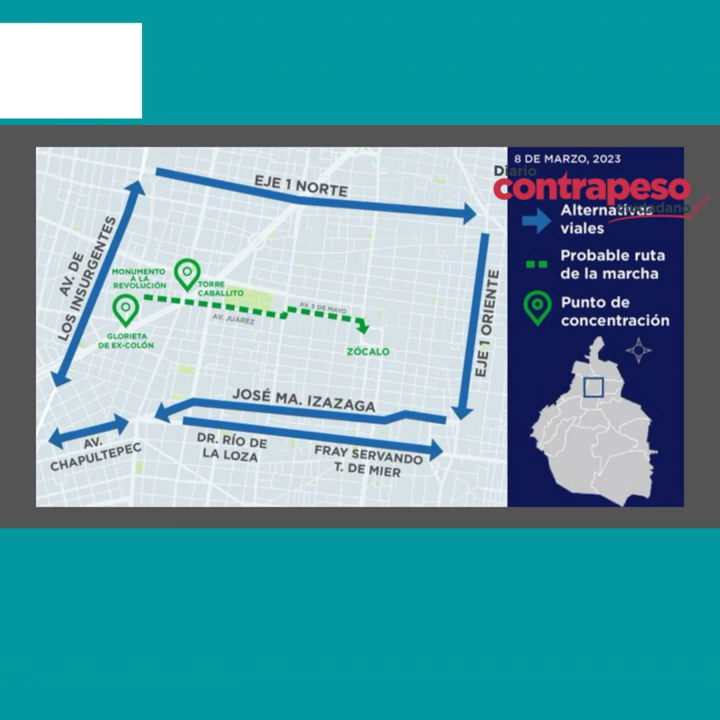 8 DE MARZO, 2023
Diario
contrapeso
ciudadano
Alternativas
viales
Probable ruta
de la marcha
Punto de
concentración
EJE 1 NORTE
AV. DE
LOS INSURGENTES
MONUMENTO
A LA
REVOLUCIÓN
TORRE
CABALLITO
GLORIETA
DE EX-COLÓN
AV. JUÁREZ
AV. 5 DE MAYO
ZÓCALO
EJE 1 ORIENTE
JOSÉ MA. IZAZAGA
AV.
CHAPULTEPEC
DR. RÍO DE
LA LOZA
FRAY SERVANDO
T. DE MIER